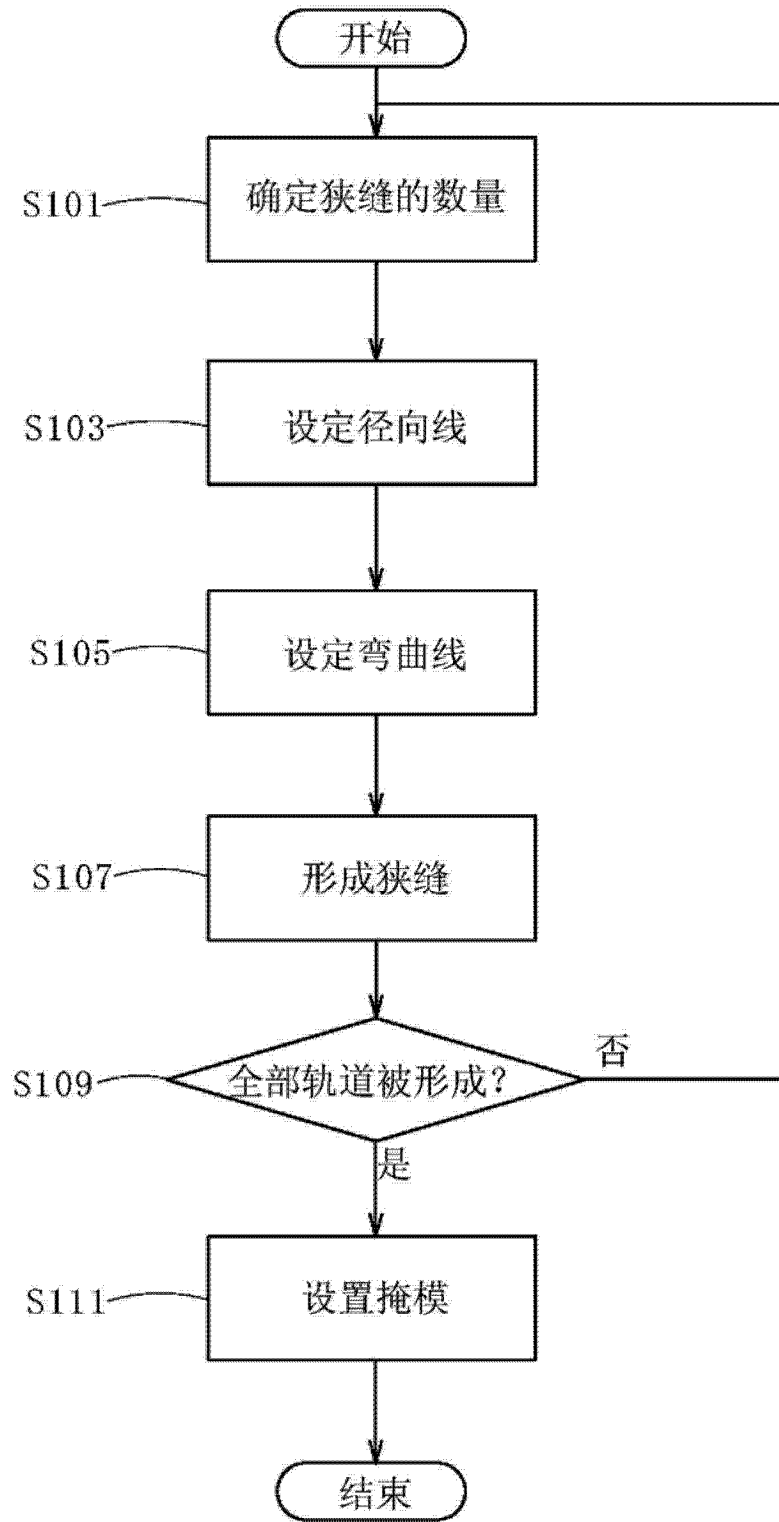 开始
S101
确定狭缝的数量
S103
设定径向线
S105
设定弯曲线
S107
形成狭缝
否
S109
全部轨道被形成?
是
S111
设置掩模
结束